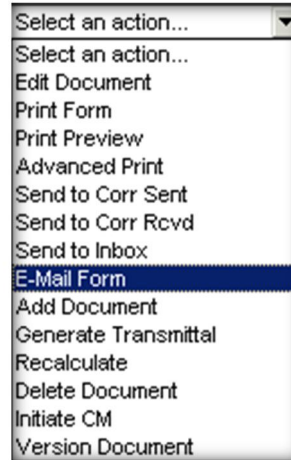 Select an action...
Select an action...
Edit Document
Print Form
Print Preview
Advanced Print
Send to Corr Sent
Send to Corr Rcvd
Send to Inbox
E-Mail Form
Add Document
Generate Transmittal
Recalculate
Delete Document
Initiate CM
Version Document